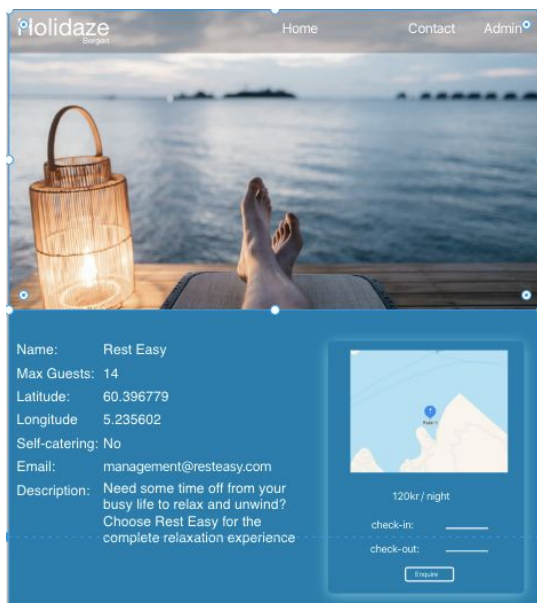 Holidaze
Bergen
Home
Contact
Admin
Name: Rest Easy
Max Guests: 14
Latitude: 60.396779
Longitude 5.235602
Self-catering: No
Email: management@resteasy.com
Description: Need some time off from your
busy life to relax and unwind?
Choose Rest Easy for the
complete relaxation experience
120kr / night
check-in:
check-out:
Enquire